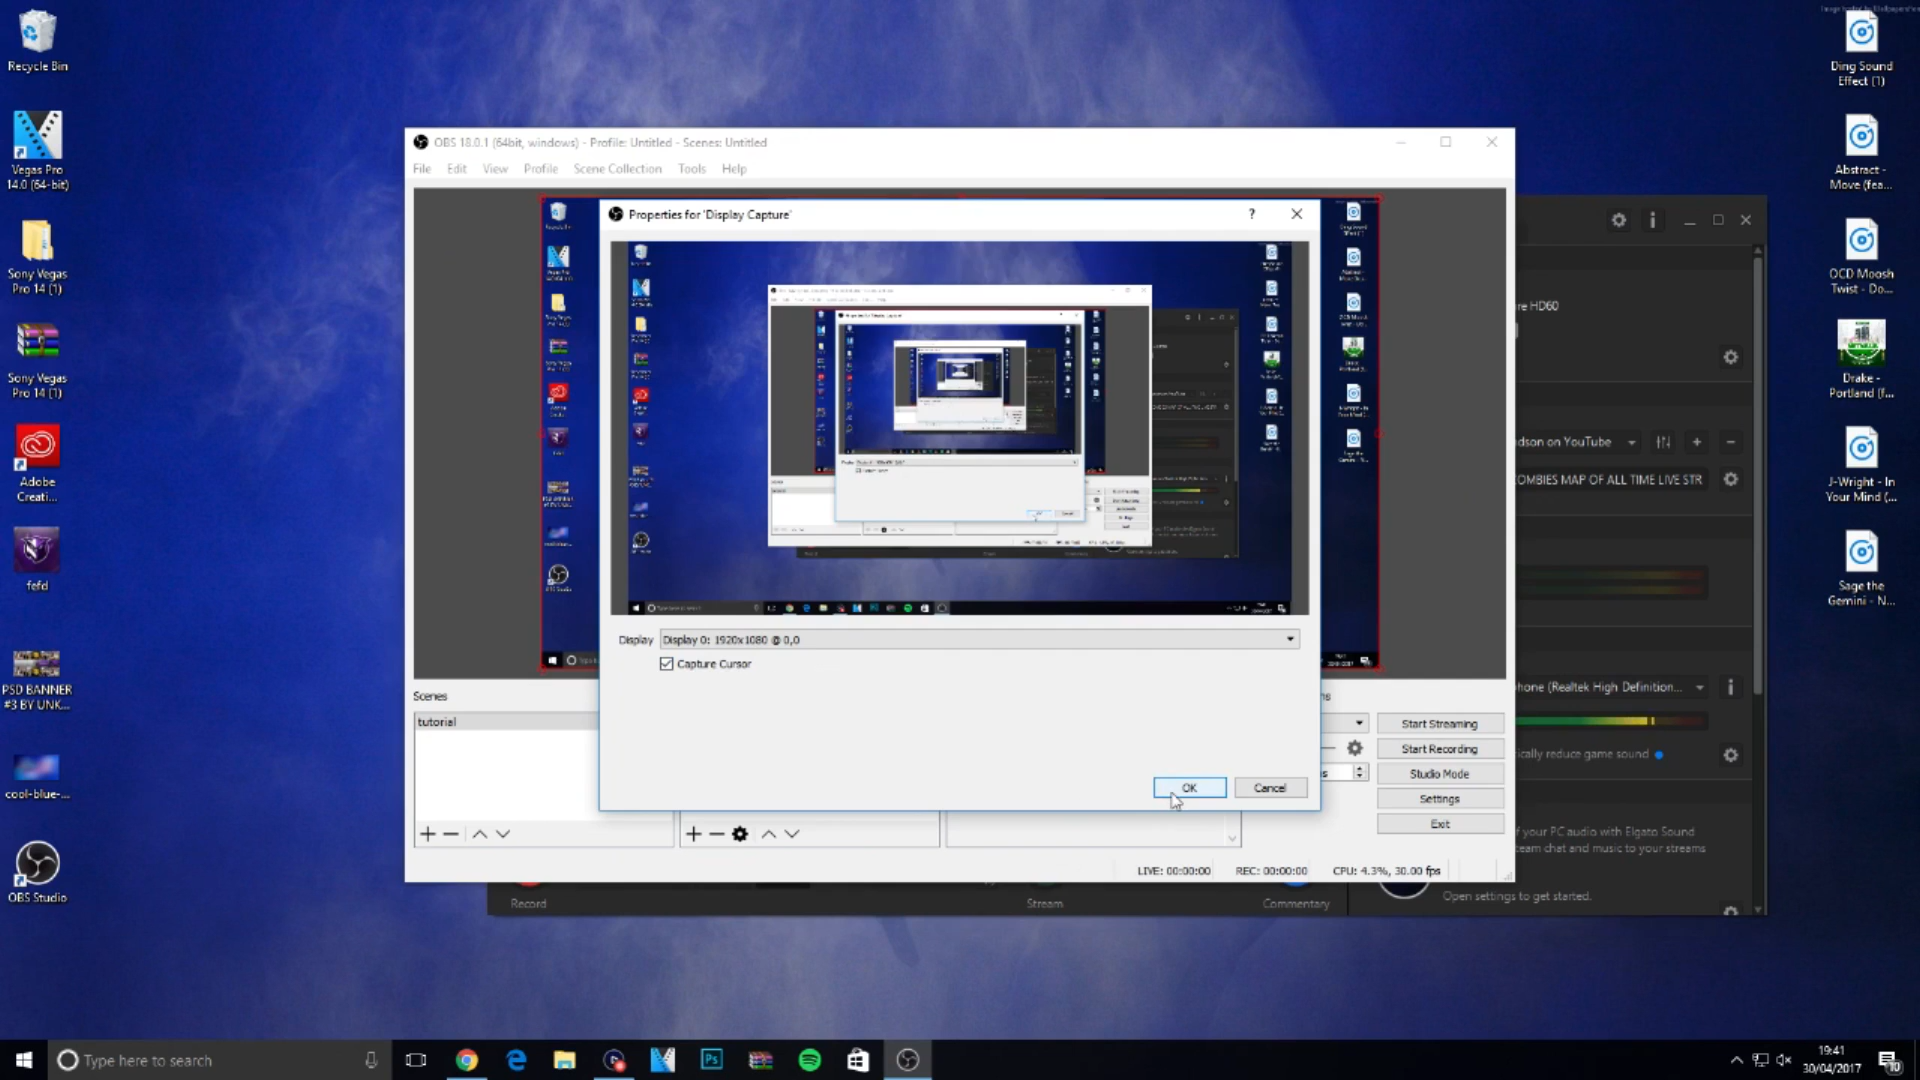 Recycle Bin
Vegas Pro
14.0 (64-bit)
Sony Vegas
Pro 14 (1)
Sony Vegas
Pro 14 (1)
Adobe
Creati...
fefd
PSD BANNER
#3 BY UNK...
cool-blue-...
OBS Studio
Ding Sound
Effect (1)
Abstract -
Move (fea...
OCD Moosh
Twist - Do...
Drake -
Portland (f...
J-Wright - In
Your Mind (...
Sage the
Gemini - N...
OBS 18.0.1 (64bit, windows) - Profile: Untitled - Scenes: Untitled
File Edit View Profile Scene Collection Tools Help
Properties for 'Display Capture'
?
Display Display 0: 1920x1080 @ 0,0
Capture Cursor
OK Cancel
Scenes
tutorial
Start Streaming
Start Recording
Studio Mode
Settings
Exit
LIVE: 00:00:00 REC: 00:00:00 CPU: 4.3%, 30.00 fps
re HD60
dson on YouTube
OMBIES MAP OF ALL TIME LIVE STR
hone (Realtek High Definition...
ically reduce game sound
f your PC audio with Elgato Sound
team chat and music to your streams
Open settings to get started.
Record Stream Commentary
Type here to search
Ps
19:41
30/04/2017
10